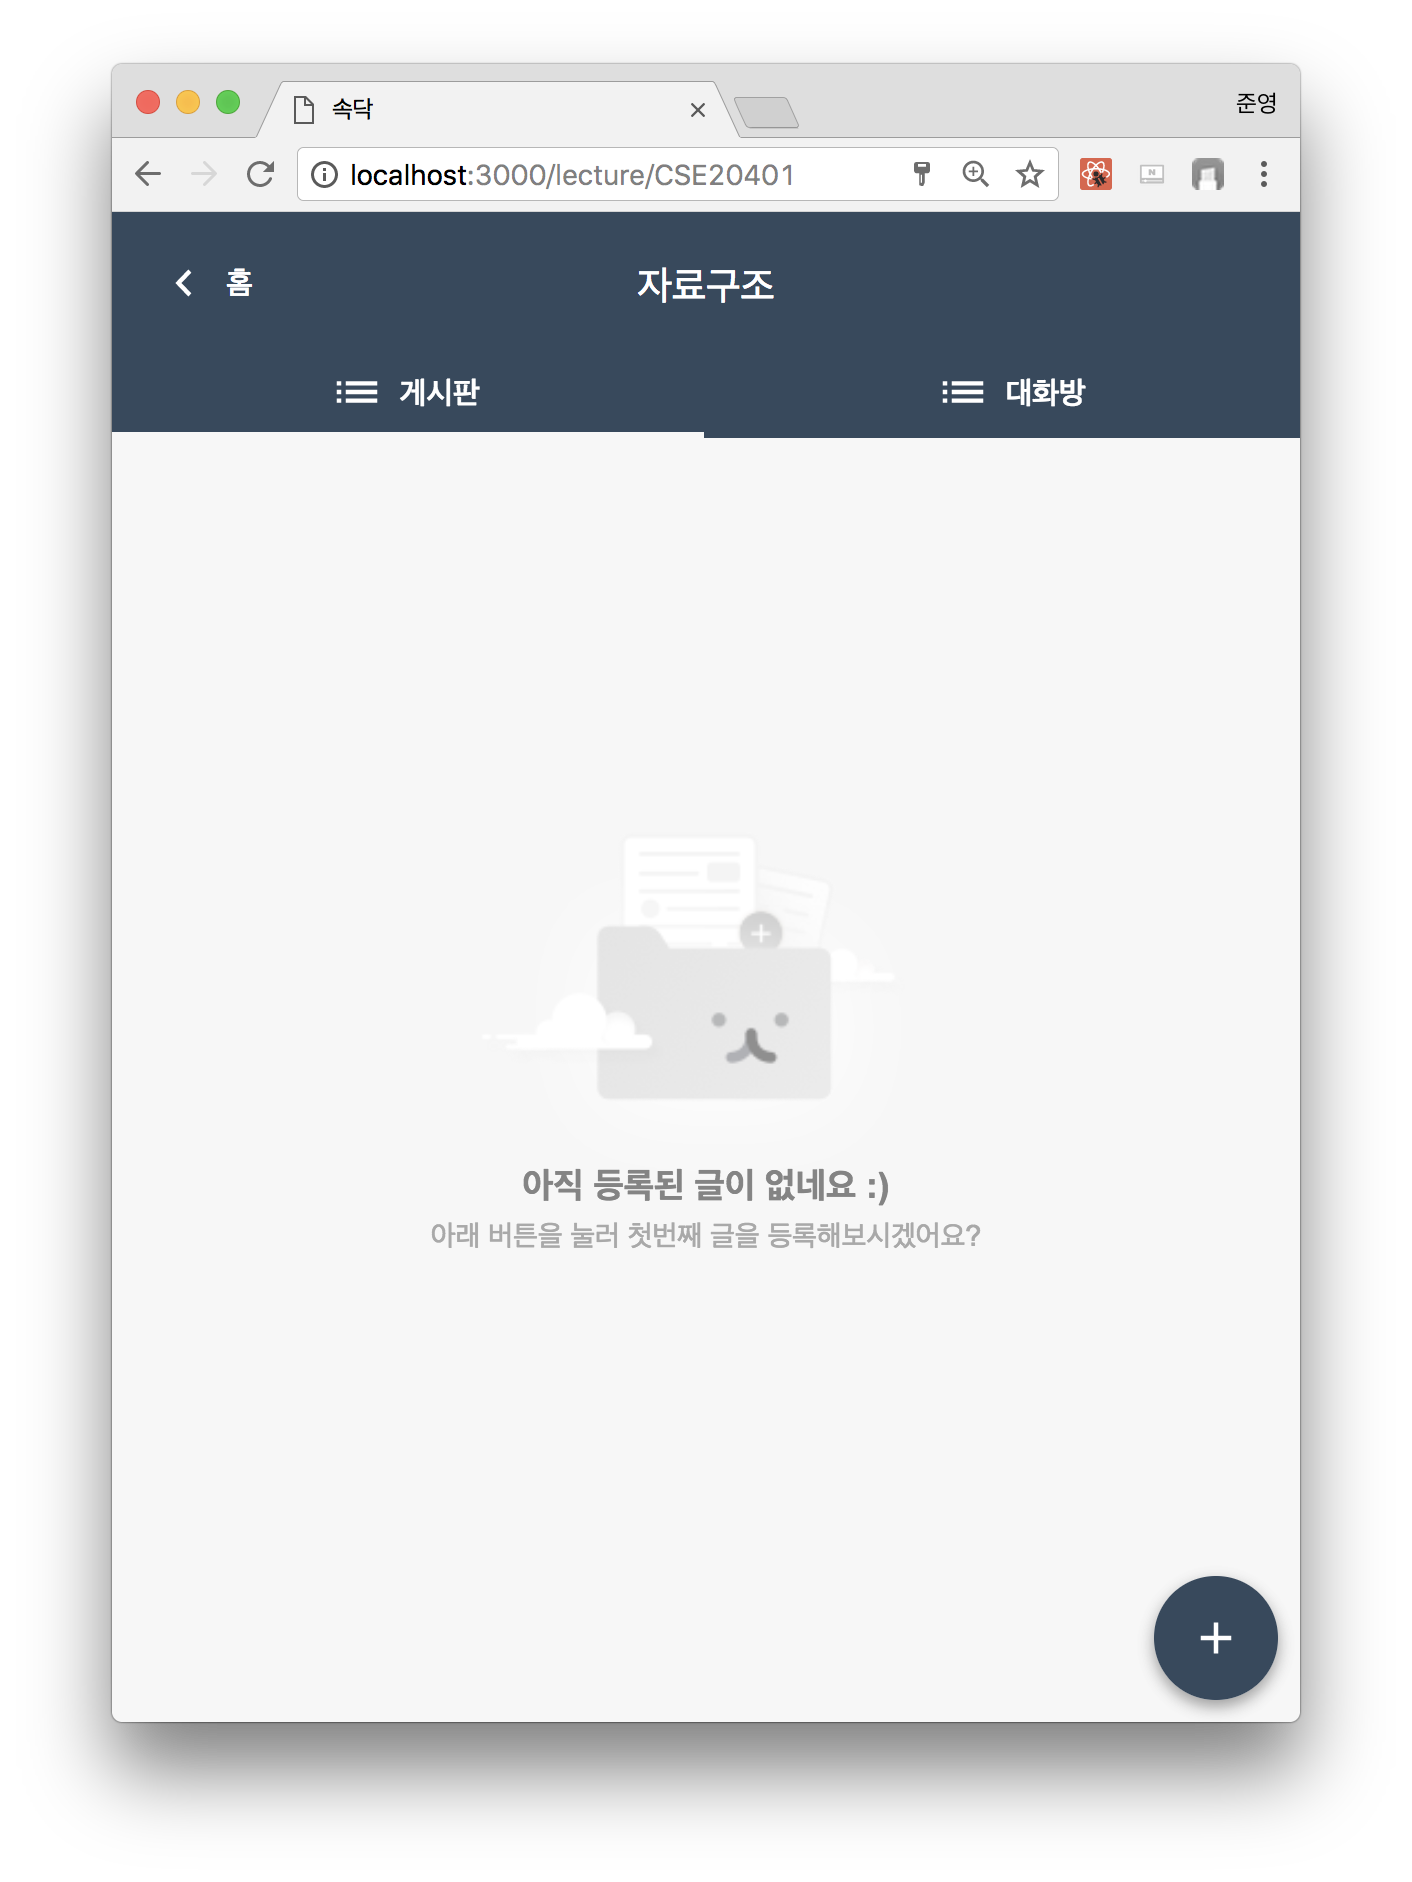 속닥
준영
localhost:3000/lecture/CSE20401
홈
자료구조
게시판
대화방
아직 등록된 글이 없네요 :)
아래 버튼을 눌러 첫번째 글을 등록해보시겠어요?